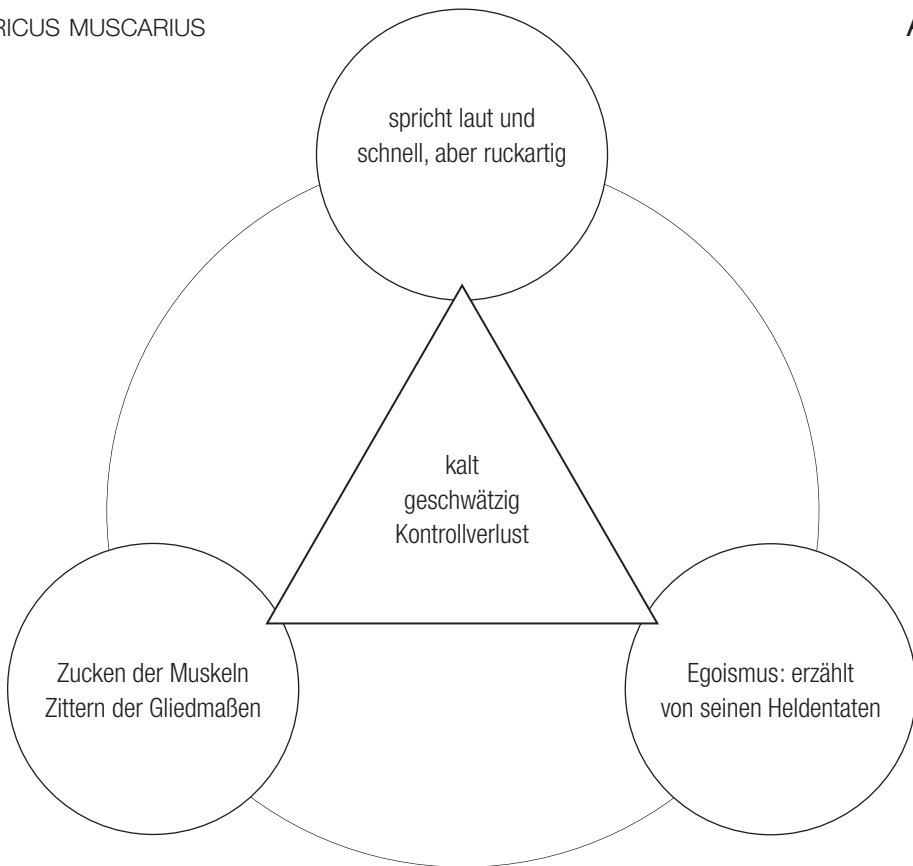 RICUS MUSCARIUS
A
spricht laut und
schnell, aber ruckartig
kalt
geschwätzig
Kontrollverlust
Zucken der Muskeln
Zittern der Gliedmaßen
Egoismus: erzählt
von seinen Heldentaten